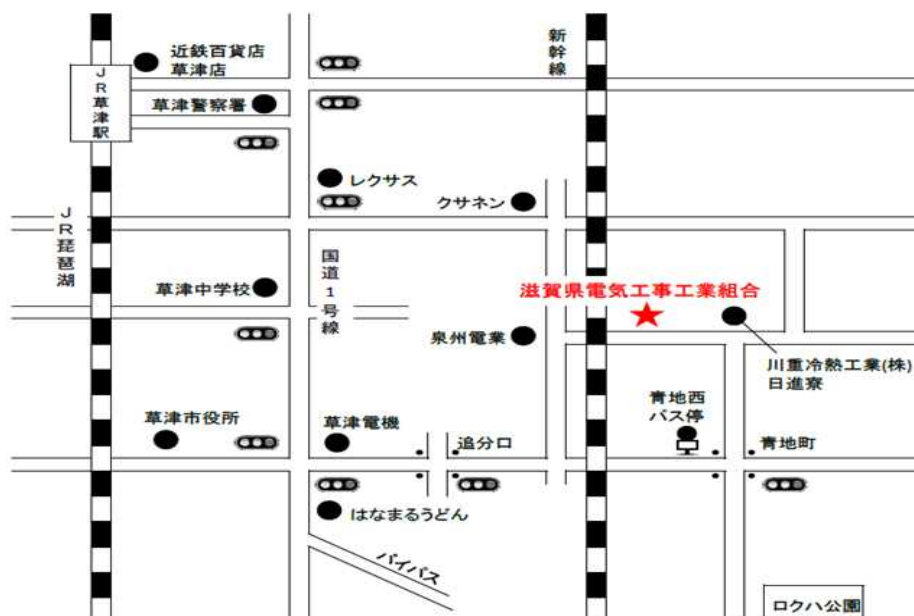 近鉄百貨店
草津店
新幹線
JR草津駅
草津警察署
レクサス
クサネン
JR琵琶湖
国道1号線
草津中学校
滋賀県電気工事工業組合
泉州電業
川重冷熱工業(株)
日進寮
青地西
バス停
草津市役所
草津電機
追分口
青地町
はなまるうどん
バイパス
ロクハ公園